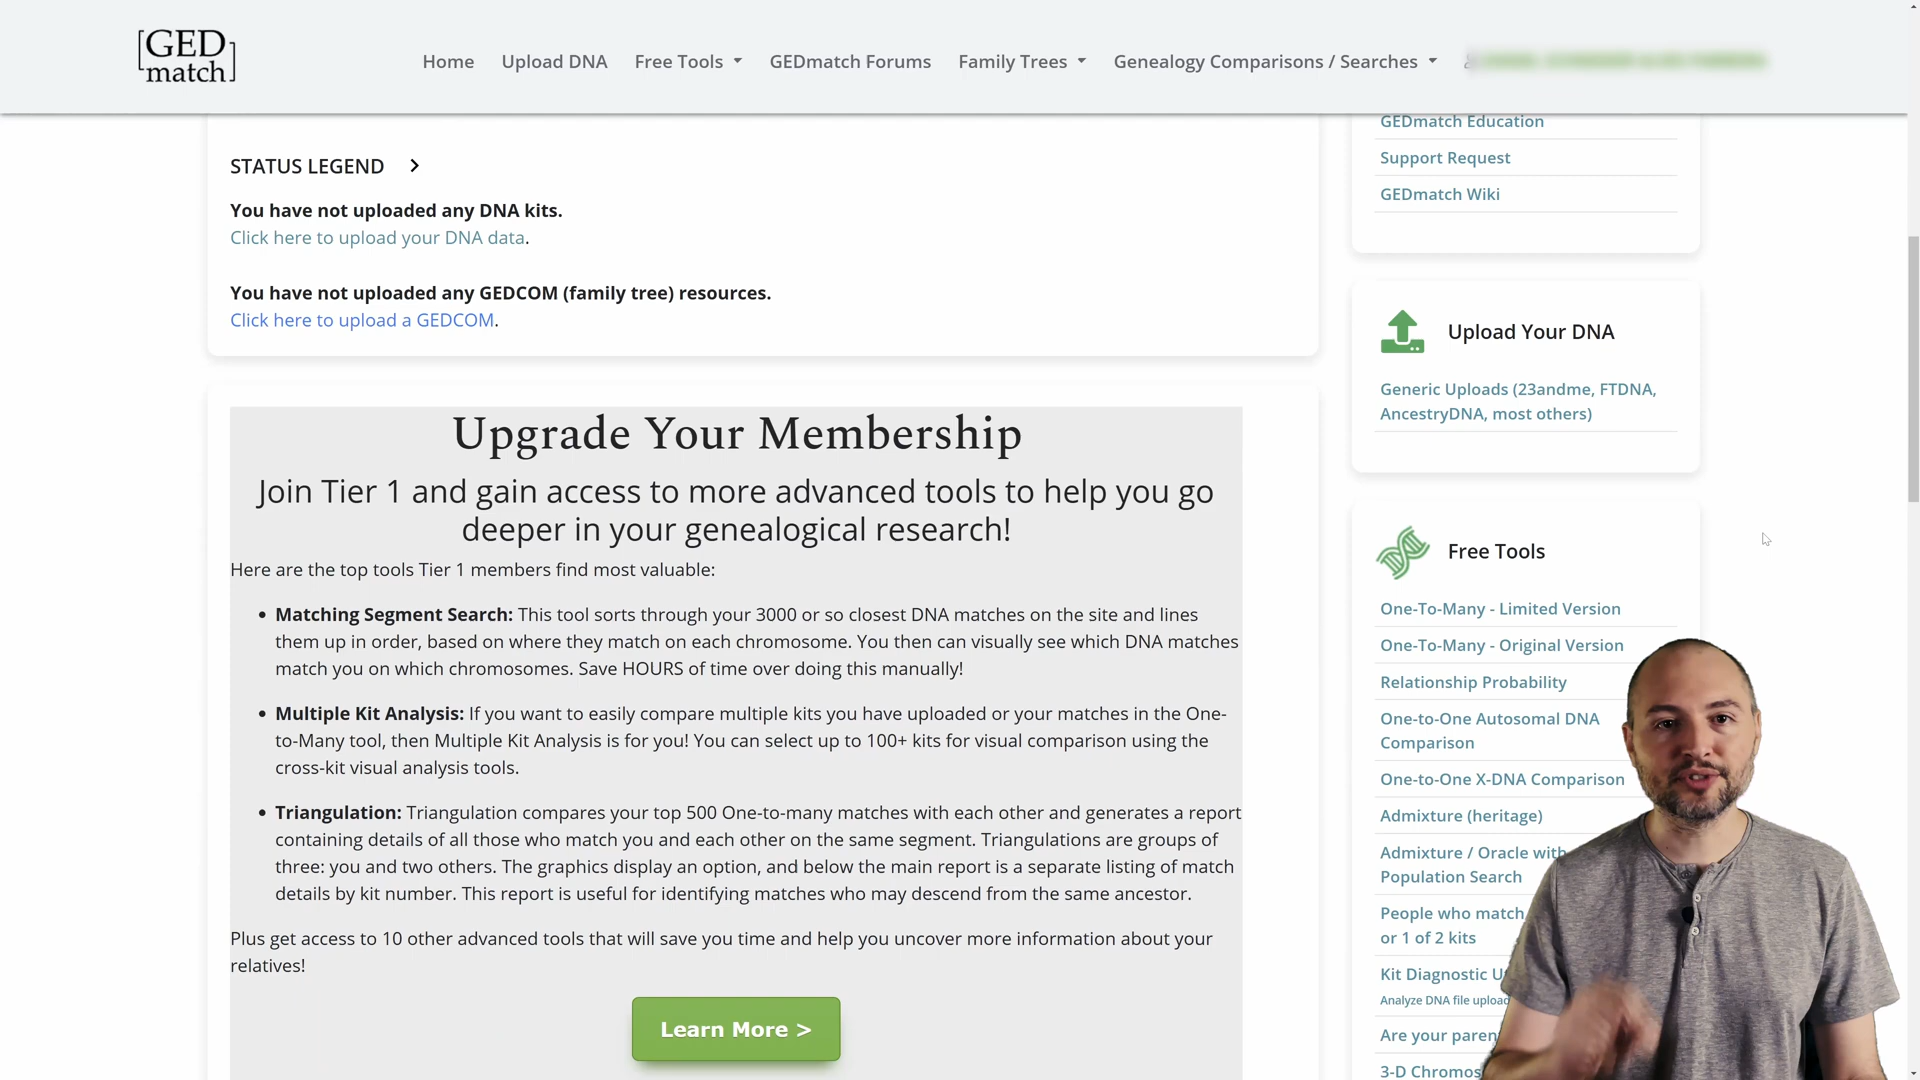 [GED
match]
Home
Upload DNA
Free Tools
GEDmatch Forums
Family Trees
Genealogy Comparisons / Searches
STATUS LEGEND
You have not uploaded any DNA kits.
Click here to upload your DNA data.
You have not uploaded any GEDCOM (family tree) resources.
Click here to upload a GEDCOM.
Upgrade Your Membership
Join Tier 1 and gain access to more advanced tools to help you go
deeper in your genealogical research!
Here are the top tools Tier 1 members find most valuable:
• Matching Segment Search: This tool sorts through your 3000 or so closest DNA matches on the site and lines
them up in order, based on where they match on each chromosome. You then can visually see which DNA matches
match you on which chromosomes. Save HOURS of time over doing this manually!
• Multiple Kit Analysis: If you want to easily compare multiple kits you have uploaded or your matches in the One-
to-Many tool, then Multiple Kit Analysis is for you! You can select up to 100+ kits for visual comparison using the
cross-kit visual analysis tools.
• Triangulation: Triangulation compares your top 500 One-to-many matches with each other and generates a report
containing details of all those who match you and each other on the same segment. Triangulations are groups of
three: you and two others. The graphics display an option, and below the main report is a separate listing of match
details by kit number. This report is useful for identifying matches who may descend from the same ancestor.
Plus get access to 10 other advanced tools that will save you time and help you uncover more information about your
relatives!
Learn More >
GEDmatch Education
Support Request
GEDmatch Wiki
Upload Your DNA
Generic Uploads (23andme, FTDNA,
AncestryDNA, most others)
Free Tools
One-To-Many - Limited Version
One-To-Many - Original Version
Relationship Probability
One-to-One Autosomal DNA
Comparison
One-to-One X-DNA Comparison
Admixture (heritage)
Admixture / Oracle with
Population Search
People who match
or 1 of 2 kits
Kit Diagnostic
Analyze DNA file
Are your
3-D